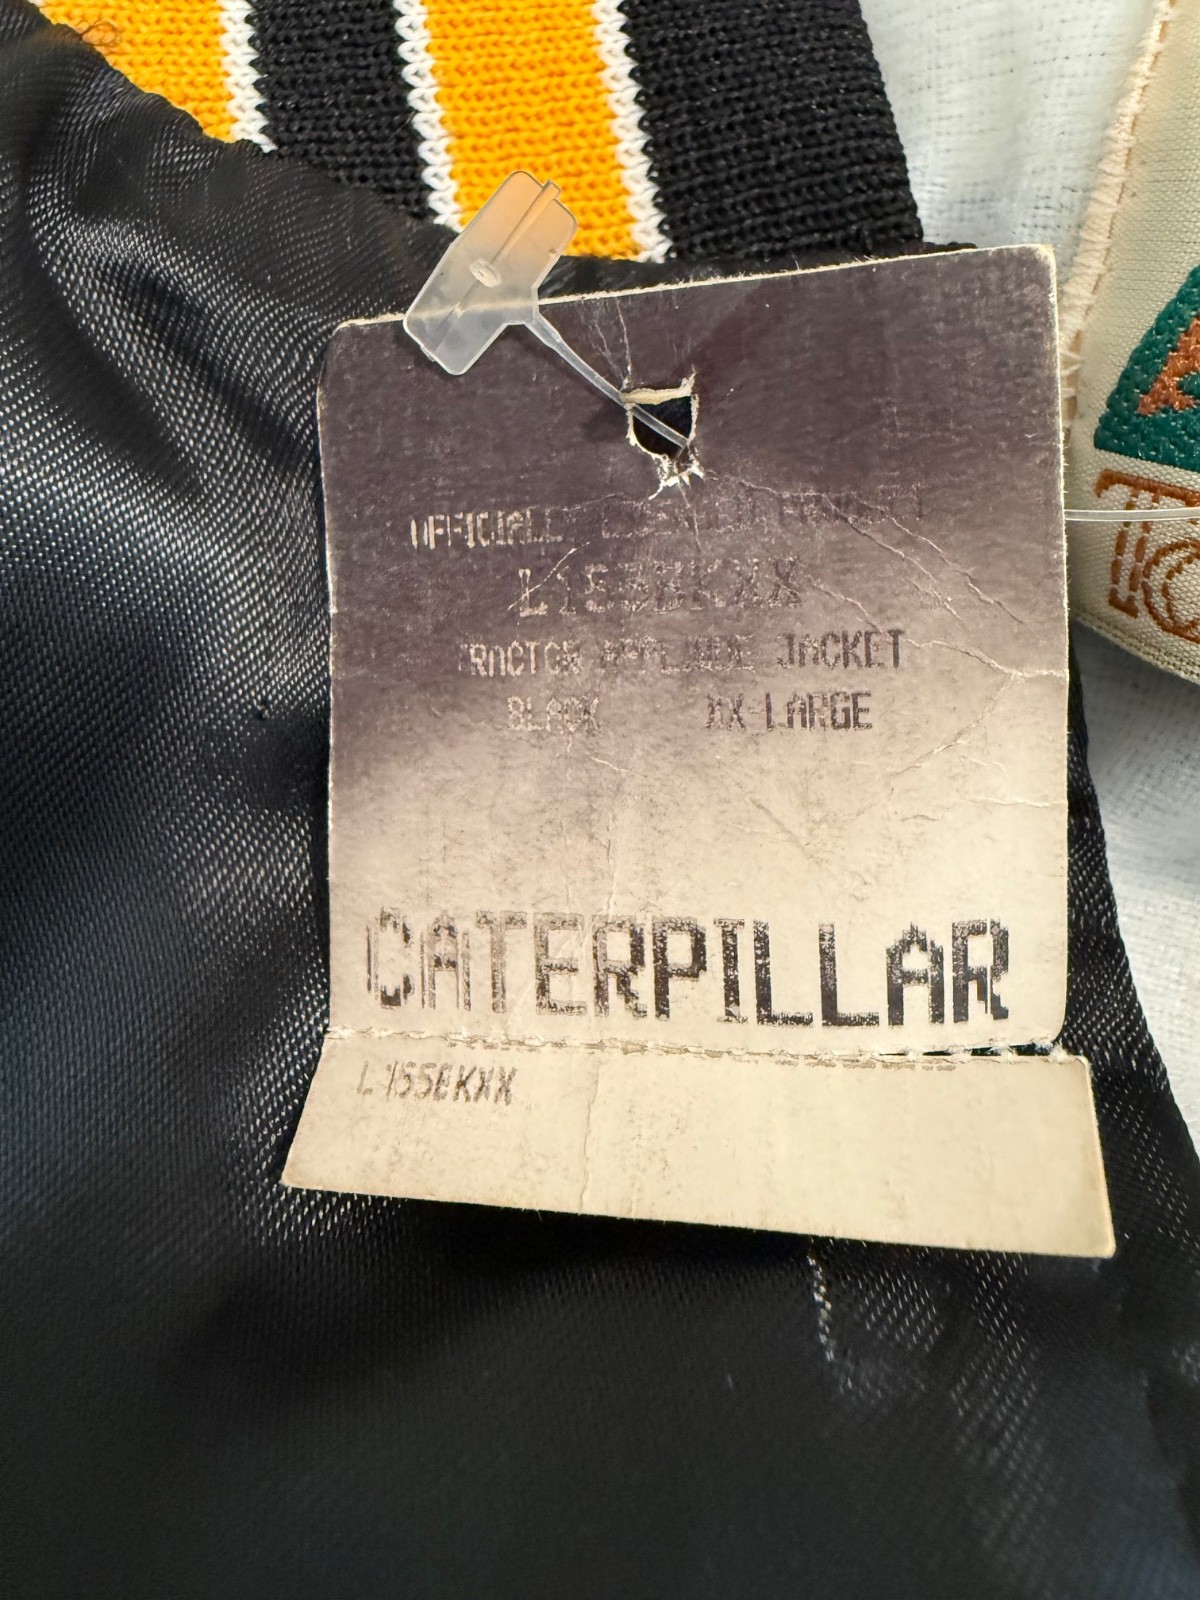 OFFICIALLY LICENSED PRODUCT
L155BKXX
TRACTOR APPLIQUE JACKET
BLACK XX-LARGE
CATERPILLAR
L155BKXX